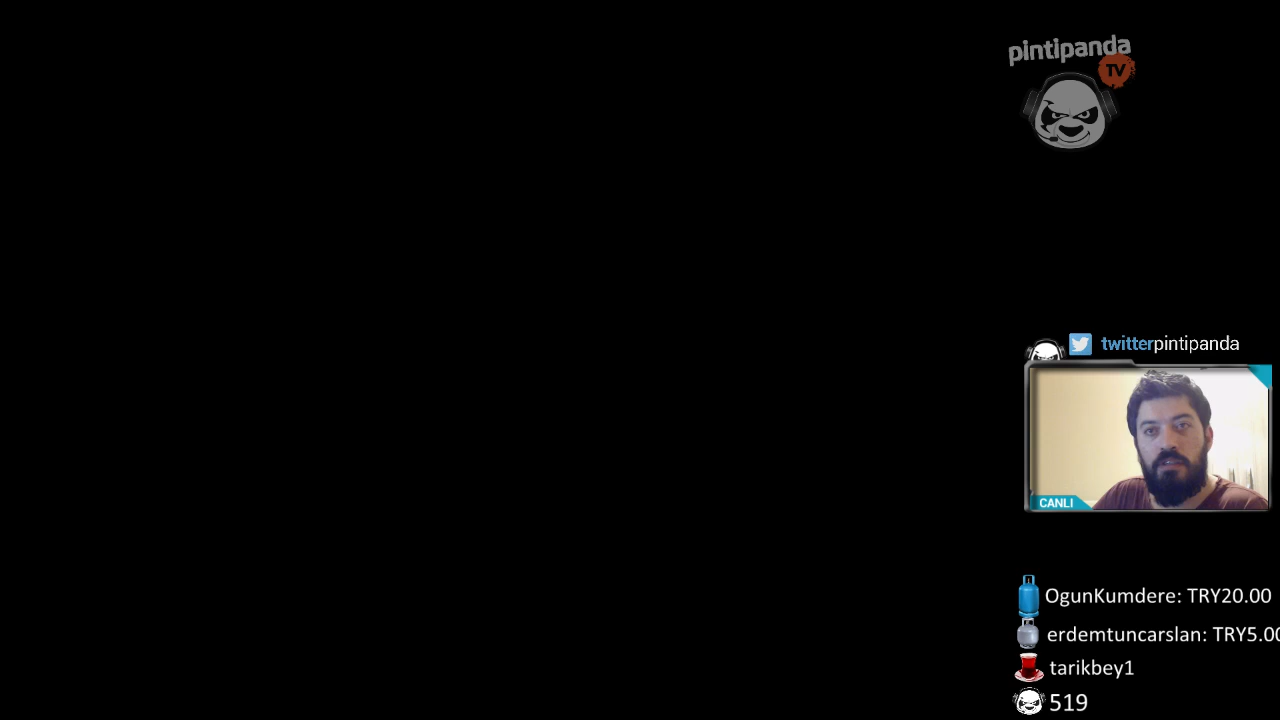 pintipanda
TV
twitterpintipanda
CANLI
OgunKumdere: TRY20.00
erdemtuncarslan: TRY5.00
tarikbey1
519